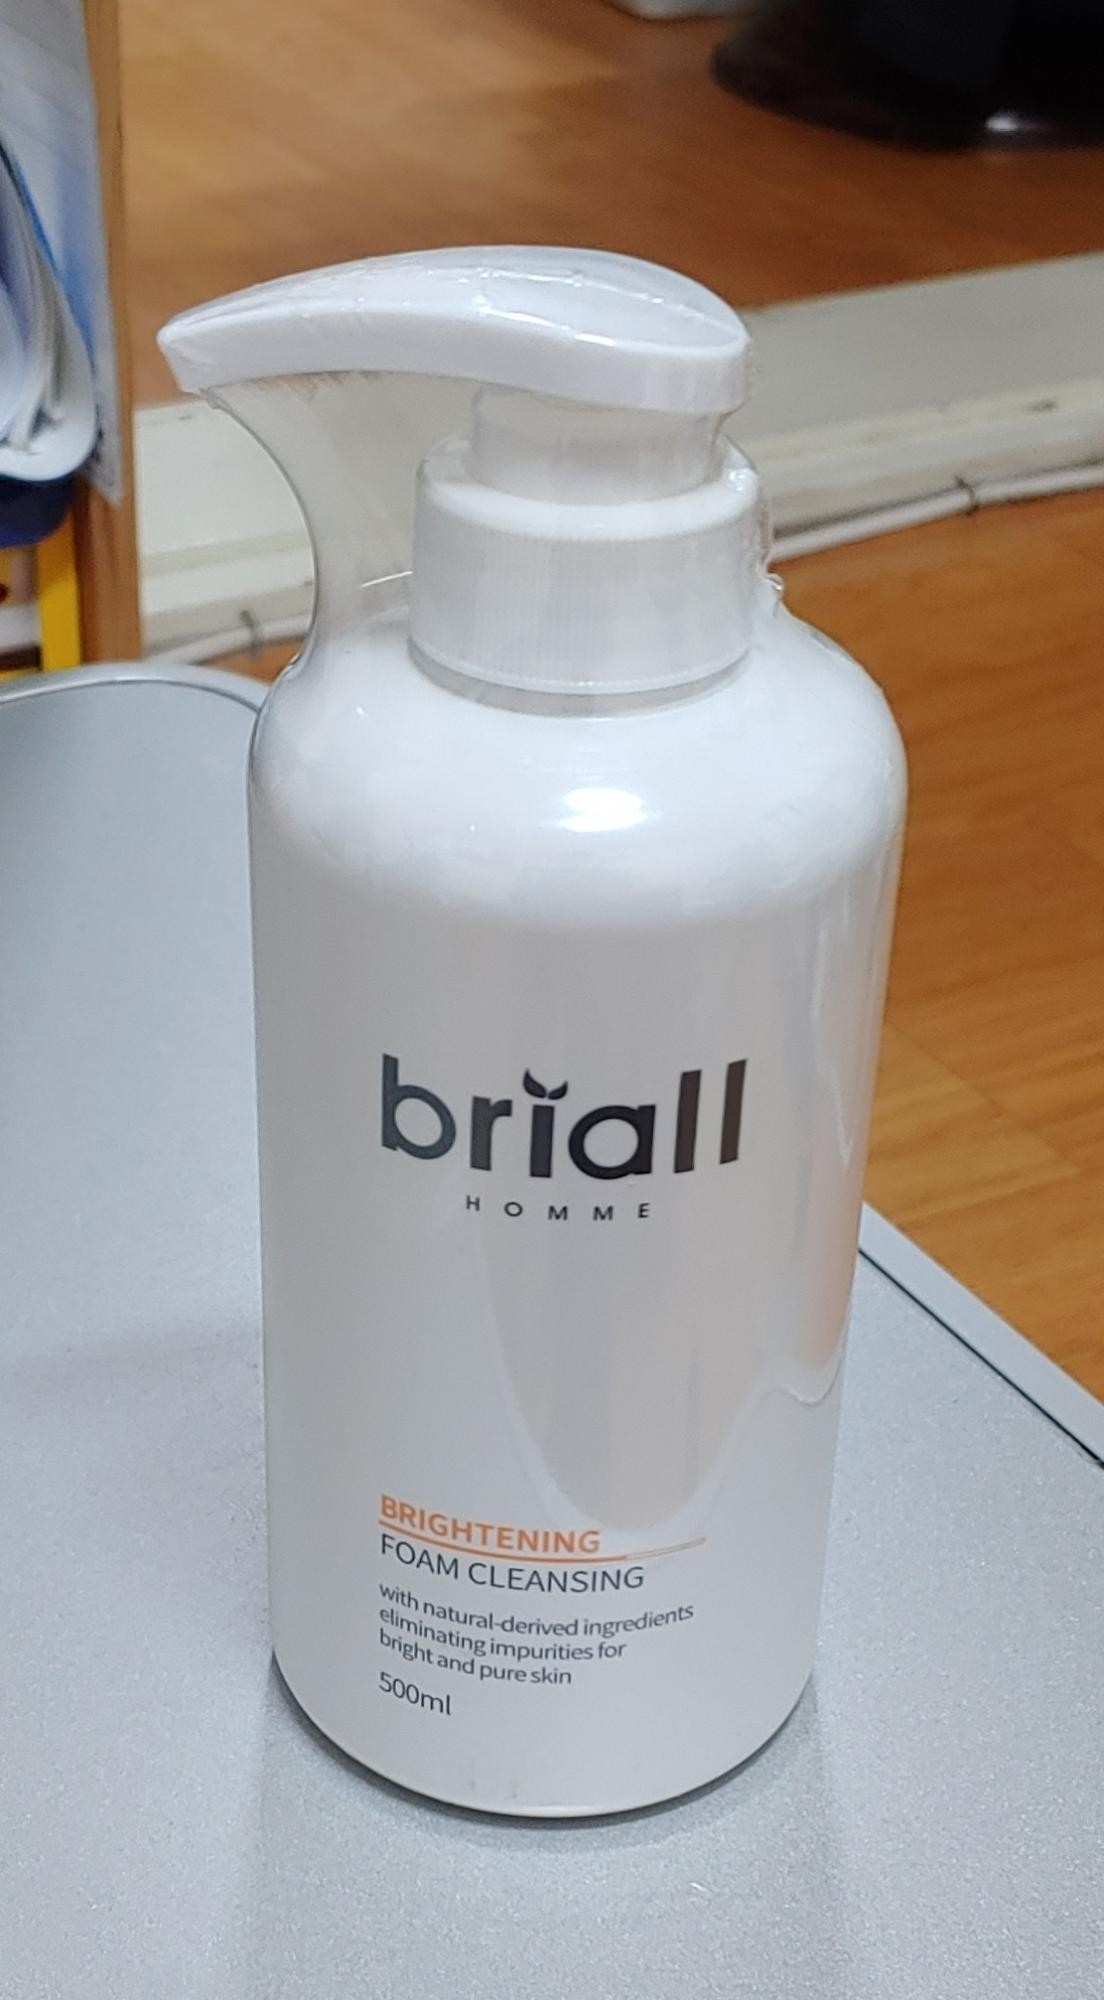 briall
HOMME
BRIGHTENING
FOAM CLEANSING
with natural-derived ingredients
eliminating impurities for
bright and pure skin
500ml